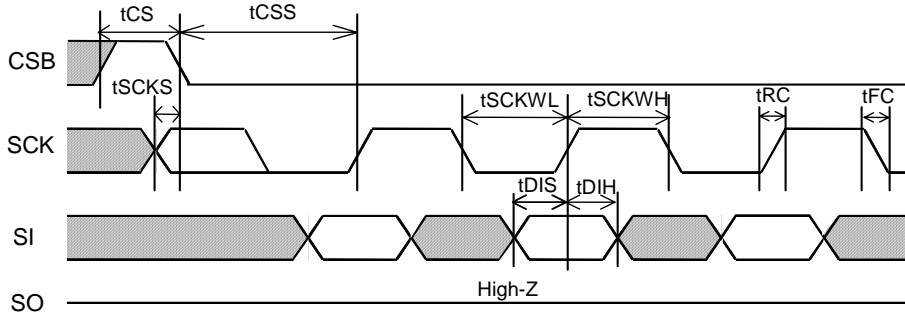 tCS
tCSS
CSB
tSCKS
tSCKWL
tSCKWH
tRC
tFC
SCK
tDIS
tDIH
SI
High-Z
SO